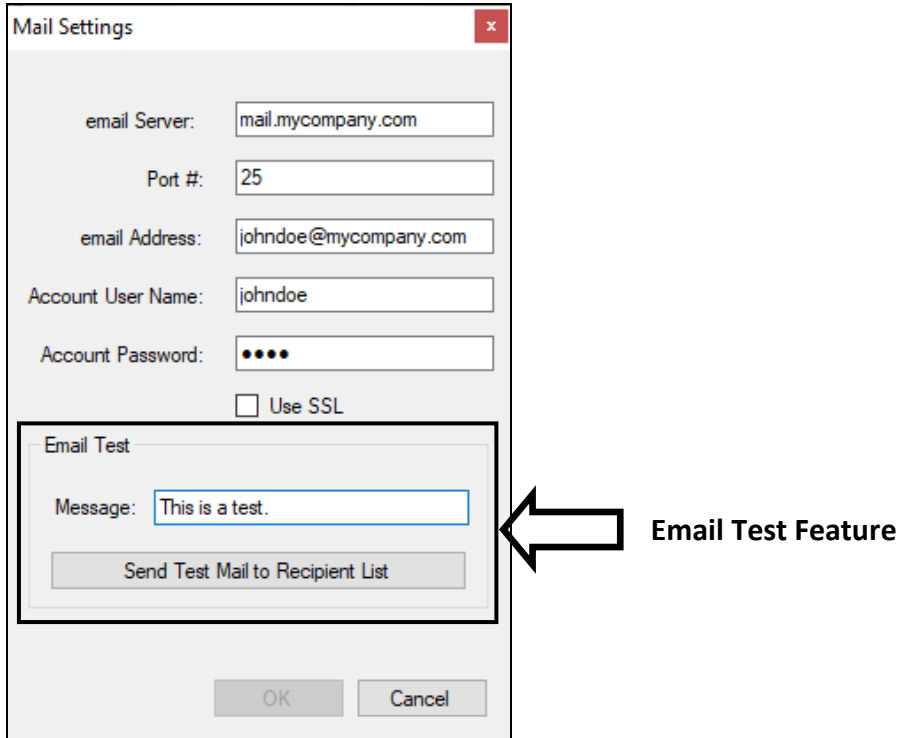 Mail Settings
x
email Server: mail.mycompany.com
Port #: 25
email Address: johndoe@mycompany.com
Account User Name: johndoe
Account Password: ●●●●
Use SSL
Email Test
Message: This is a test.
Email Test Feature
Send Test Mail to Recipient List
OK Cancel